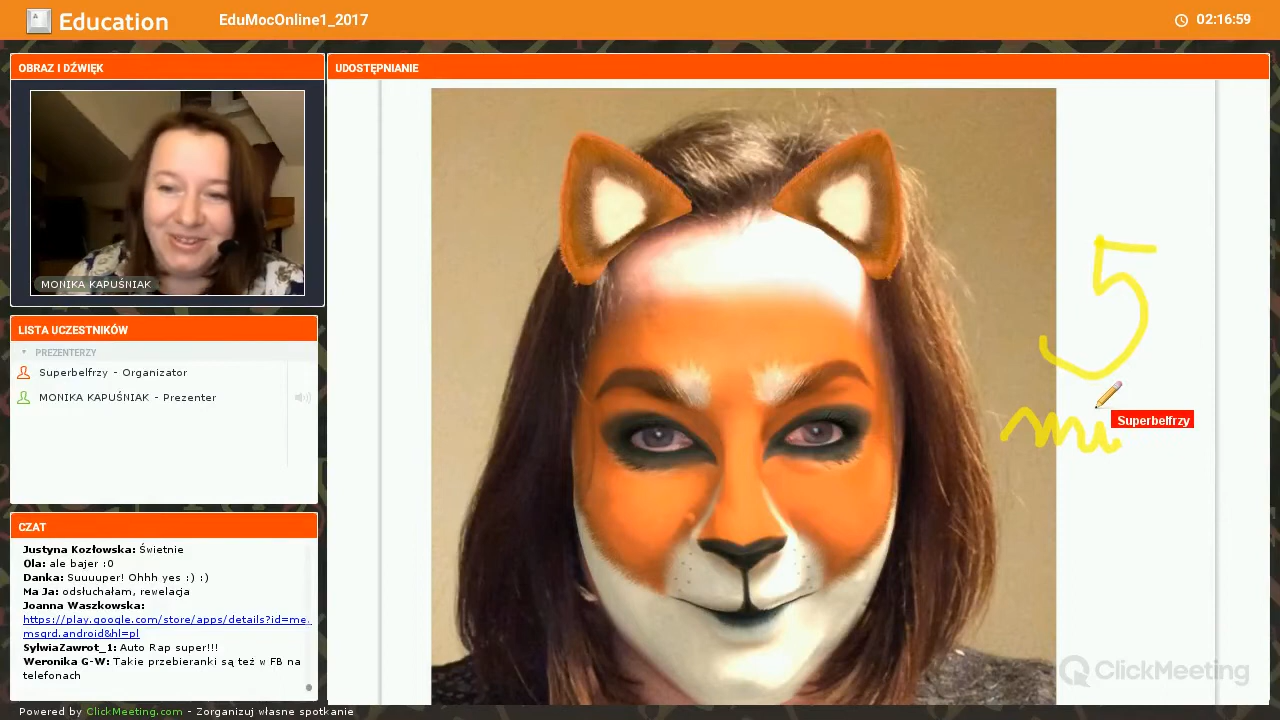 Education
EduMocOnline1_2017
02:16:59
OBRAZ I DŹWIĘK
MONIKA KAPUŚNIAK
LISTA UCZESTNIKÓW
PREZENTERZY
Superbelfrzy - Organizator
MONIKA KAPUŚNIAK - Prezenter
CZAT
Justyna Kozłowska: Świetnie
Ola: ale bajer :O
Danka: Suuuuper! Ohhh yes :) :)
Ma Ja: odsłuchałam, rewelacja
Joanna Waszkowska:
https://play.google.com/store/apps/details?id=me.
msqrd.android&hl=pl
SylwiaZawrot_1: Auto Rap super!!!
Weronika G-W: Takie przebieranki są też w FB na
telefonach
Powered by ClickMeeting.com - Zorganizuj własne spotkanie
UDOSTĘPNIANIE
5
mi
Superbelfrzy
ClickMeeting